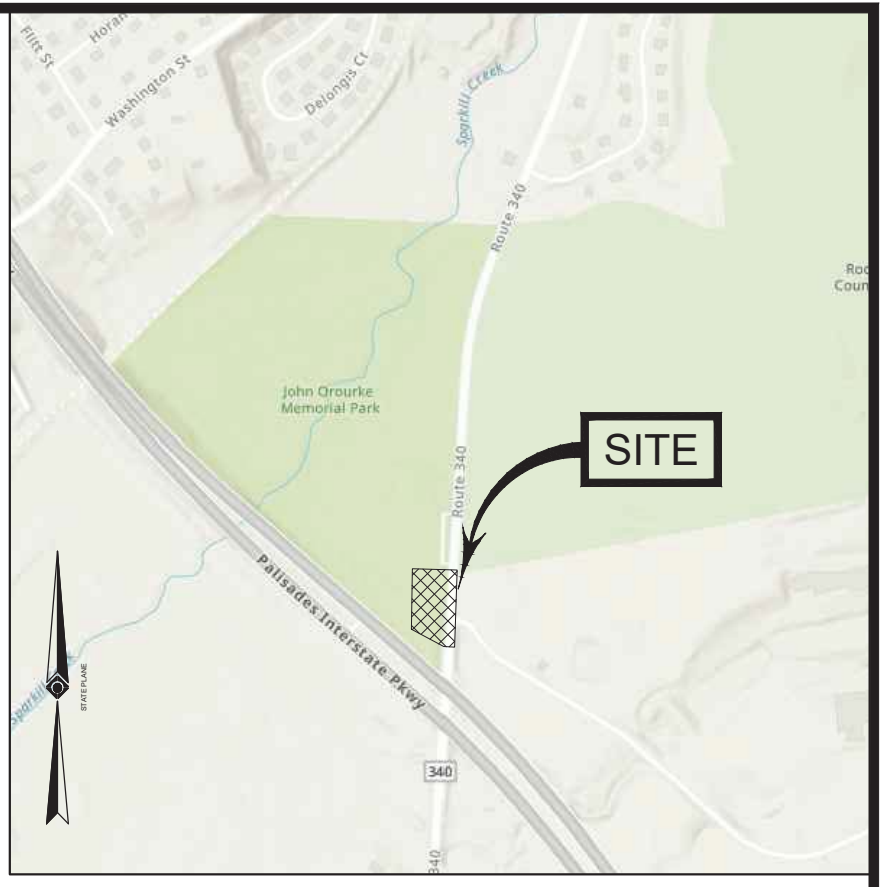 Flitt St
Horan
Washington St
Delongis Ct
Sparkill Creek
Route 340
Roc
Coun
John Orourke
Memorial Park
Route 340
SITE
Palisades Interstate Pkwy
STATE PLANE
Sparkill
340
340